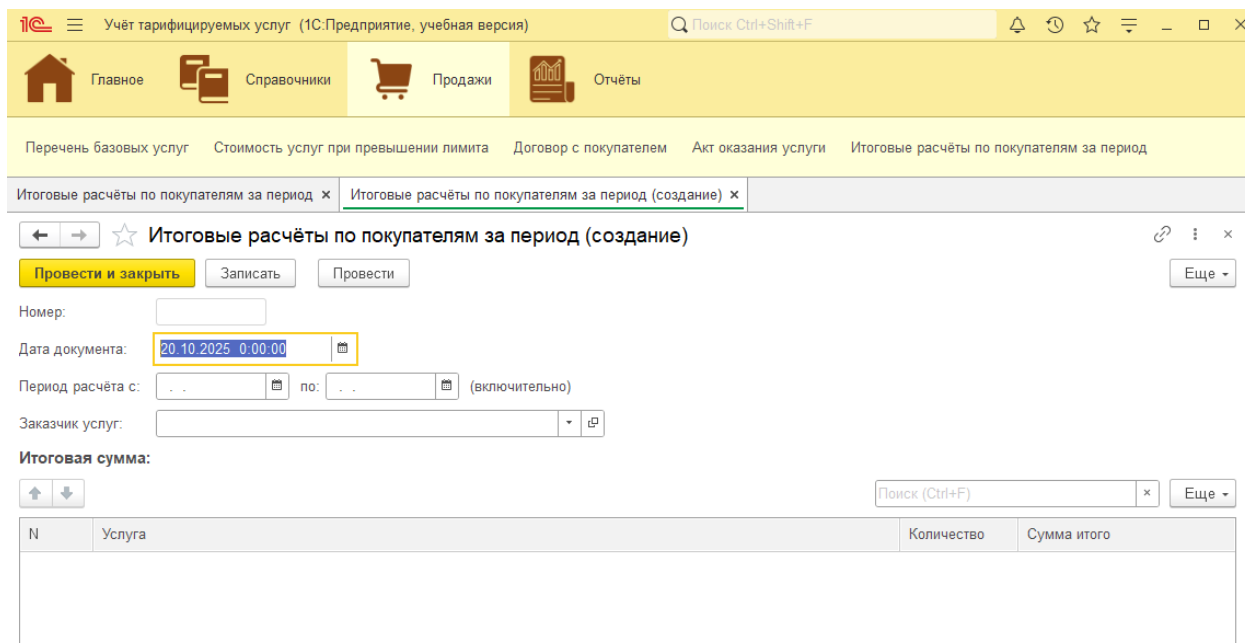 1С Учёт тарифицируемых услуг (1С:Предприятие, учебная версия) Поиск Ctrl+Shift+F
Главное Справочники Продажи Отчёты
Перечень базовых услуг Стоимость услуг при превышении лимита Договор с покупателем Акт оказания услуги Итоговые расчёты по покупателям за период
Итоговые расчёты по покупателям за период × Итоговые расчёты по покупателям за период (создание) ×
Итоговые расчёты по покупателям за период (создание)
Провести и закрыть Записать Провести Еще
Номер:
Дата документа: 20.10.2025 0:00:00
Период расчёта с: . . по: . . (включительно)
Заказчик услуг:
Итоговая сумма:
Поиск (Ctrl+F) × Еще
N Услуга Количество Сумма итого